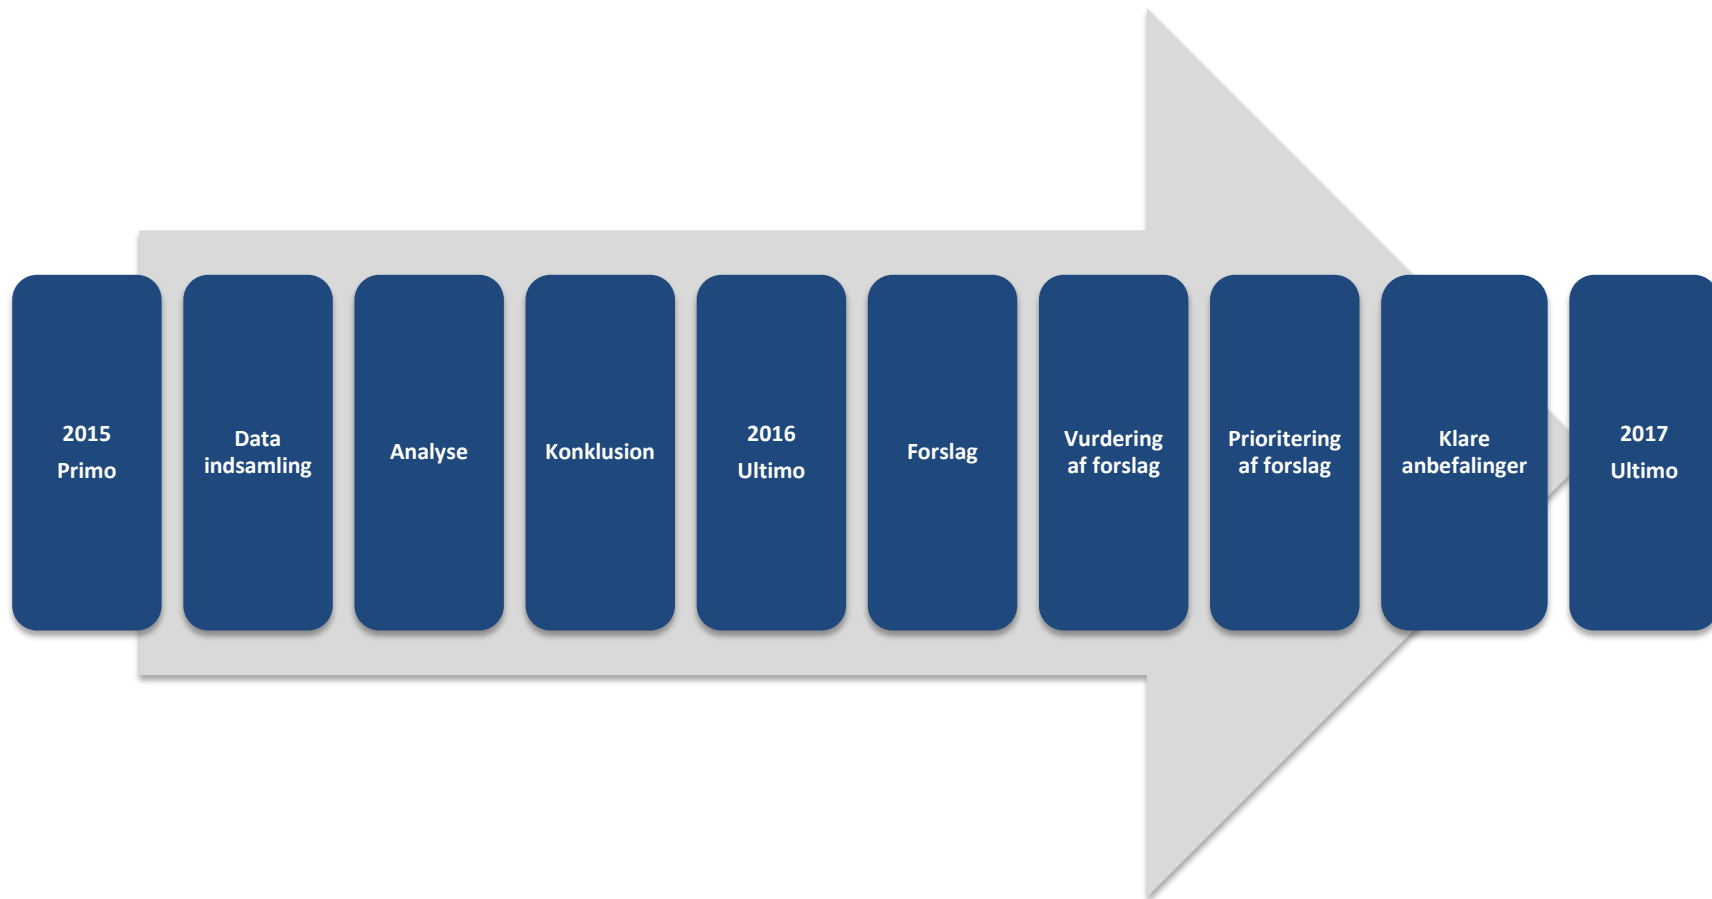 2015
Primo
Data
indsamling
Analyse
Konklusion
2016
Ultimo
Forslag
Vurdering
af forslag
Prioritering
af forslag
Klare
anbefalinger
2017
Ultimo